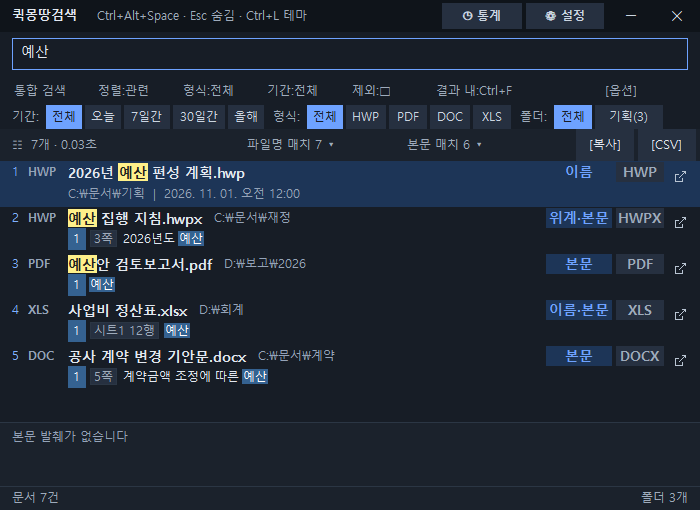 퀵몽땅검색 Ctrl+Alt+Space · Esc 숨김 · Ctrl+L 테마 통계 설정
예산
통합 검색 정렬:관련 형식:전체 기간:전체 제외:□ 결과 내:Ctrl+F [옵션]
기간: 전체 오늘 7일간 30일간 올해 형식: 전체 HWP PDF DOC XLS 폴더: 전체 기획(3)
7개 · 0.03초 파일명 매치 7 ▾ 본문 매치 6 ▾ [복사] [CSV]
1 HWP 2026년 예산 편성 계획.hwp 이름 HWP
C:₩문서₩기획 | 2026. 11. 01. 오전 12:00
2 HWP 예산 집행 지침.hwpx C:₩문서₩재정 위계·본문 HWPX
1 3쪽 2026년도 예산
3 PDF 예산안 검토보고서.pdf D:₩보고₩2026 본문 PDF
1 예산
4 XLS 사업비 정산표.xlsx D:₩회계 이름·본문 XLS
1 시트1 12행 예산
5 DOC 공사 계약 변경 기안문.docx C:₩문서₩계약 본문 DOCX
1 5쪽 계약금액 조정에 따른 예산
본문 발췌가 없습니다
문서 7건 폴더 3개